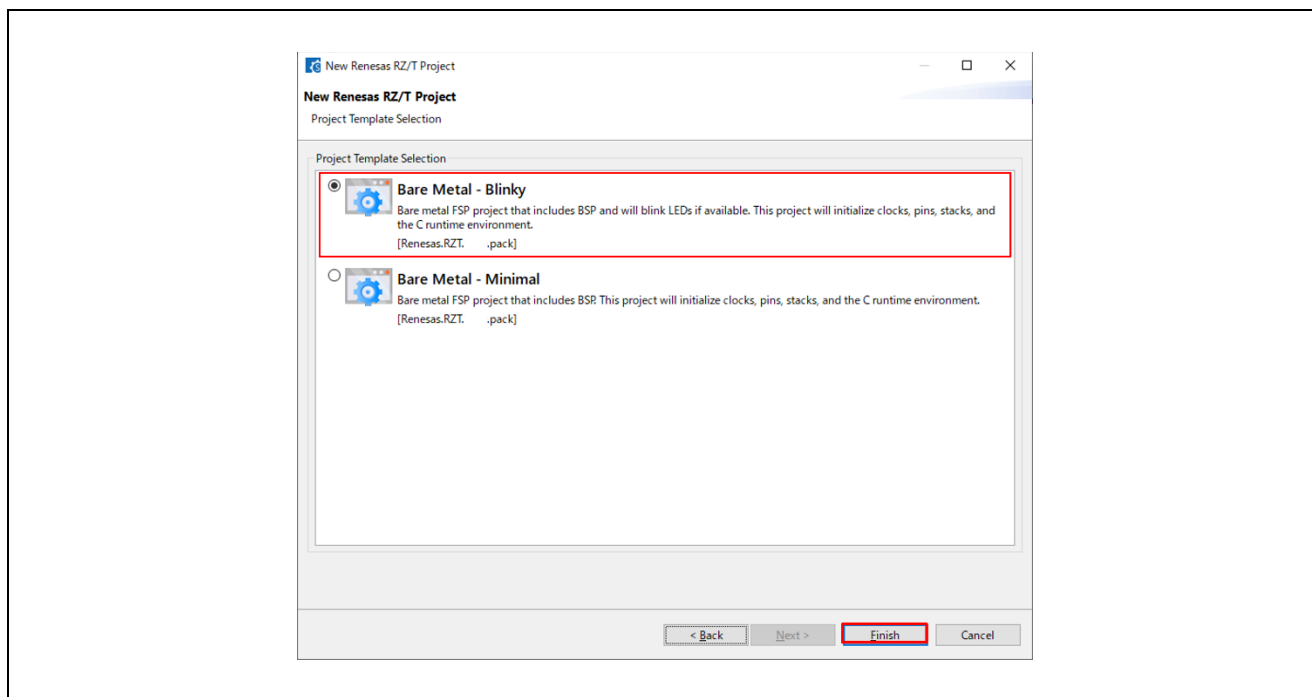 New Renesas RZ/T Project
New Renesas RZ/T Project
Project Template Selection
Project Template Selection
Bare Metal - Blinky
Bare metal FSP project that includes BSP and will blink LEDs if available. This project will initialize clocks, pins, stacks, and
the C runtime environment.
[Renesas.RZT. .pack]
Bare Metal - Minimal
Bare metal FSP project that includes BSP. This project will initialize clocks, pins, stacks, and the C runtime environment.
[Renesas.RZT. .pack]
< Back Next > Finish Cancel